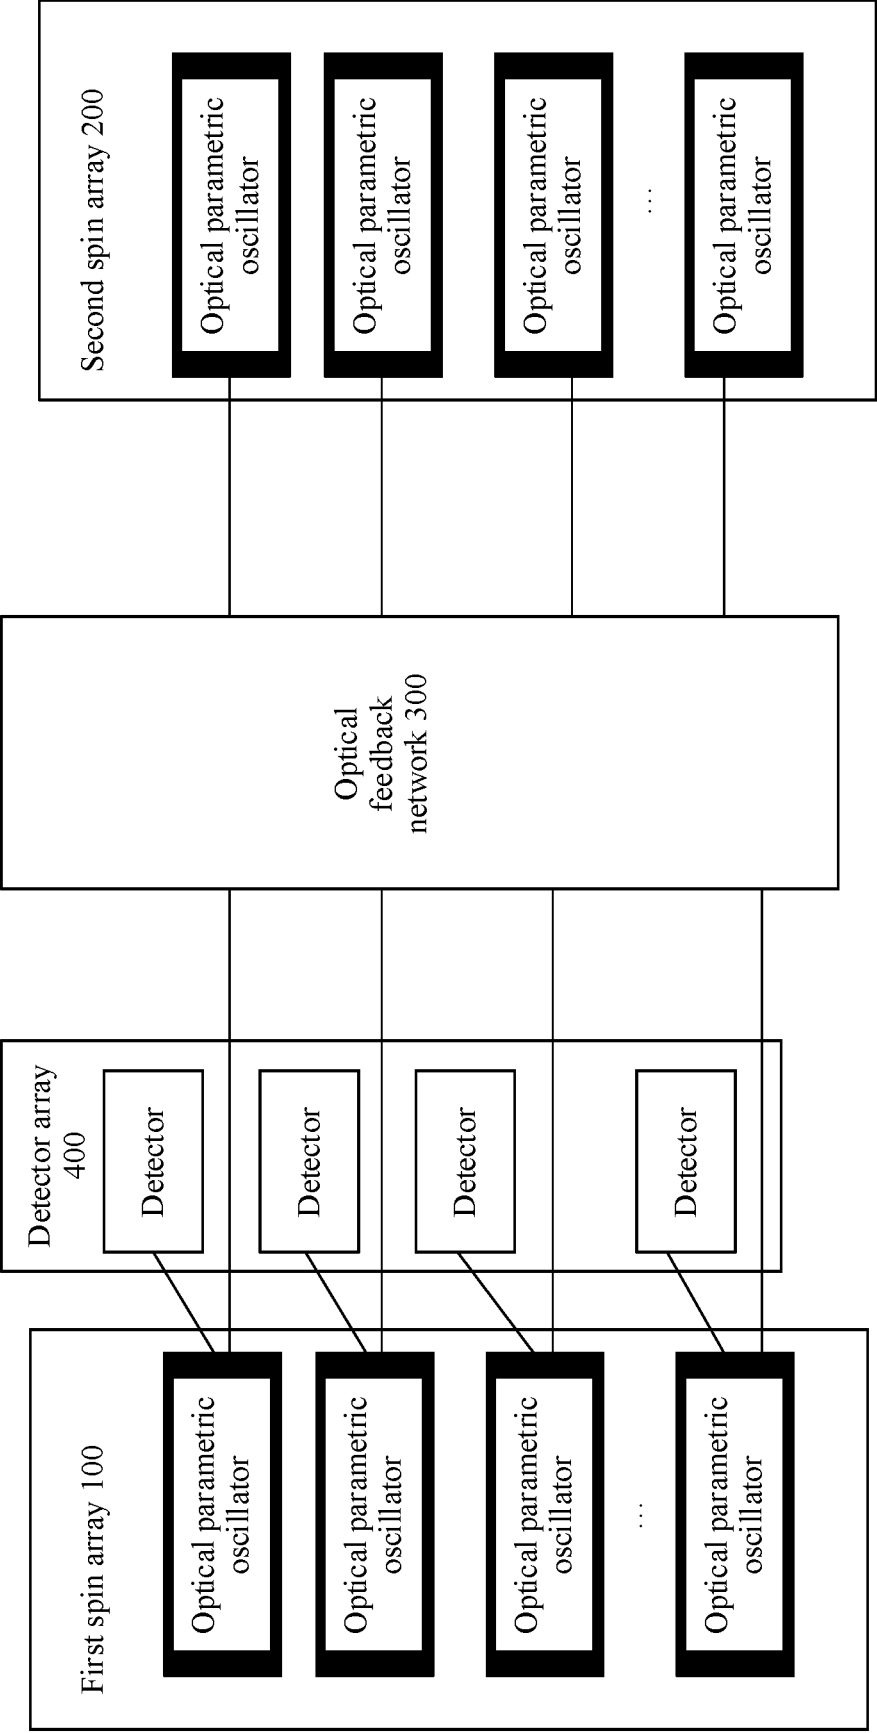 First spin array 100
Optical parametric
oscillator
Optical parametric
oscillator
Optical parametric
oscillator
...
Optical parametric
oscillator
Detector array
400
Detector
Detector
Detector
Detector
Optical
feedback
network 300
Second spin array 200
Optical parametric
oscillator
Optical parametric
oscillator
Optical parametric
oscillator
...
Optical parametric
oscillator